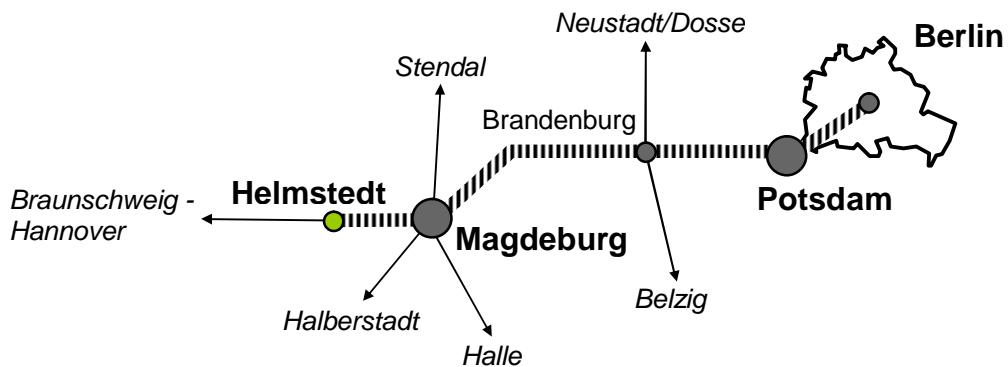 Neustadt/Dosse
Berlin
Stendal
Brandenburg
Helmstedt
Potsdam
Braunschweig -
Hannover
Magdeburg
Belzig
Halberstadt
Halle